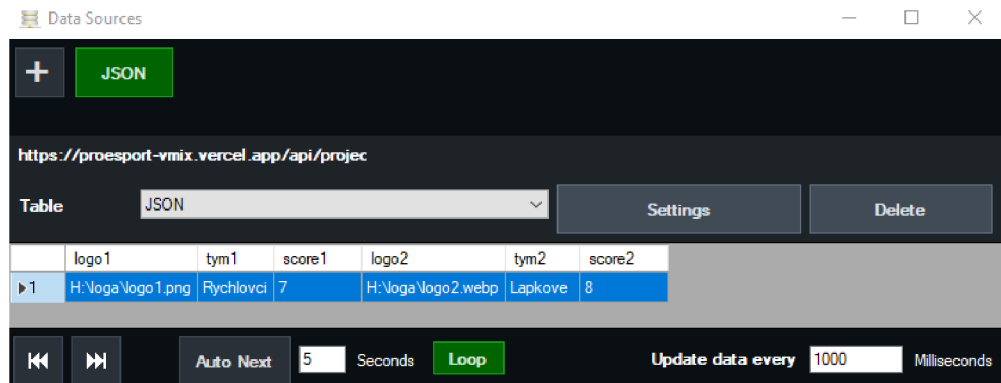 Data Sources
+ JSON
https://proesport-vmix.vercel.app/api/projec
Table JSON Settings Delete
logo1 tym1 score1 logo2 tym2 score2
1 H:\loga\logo1.png Rychlovci 7 H:\loga\logo2.webp Lapkove 8
Auto Next 5 Seconds Loop Update data every 1000 Milliseconds